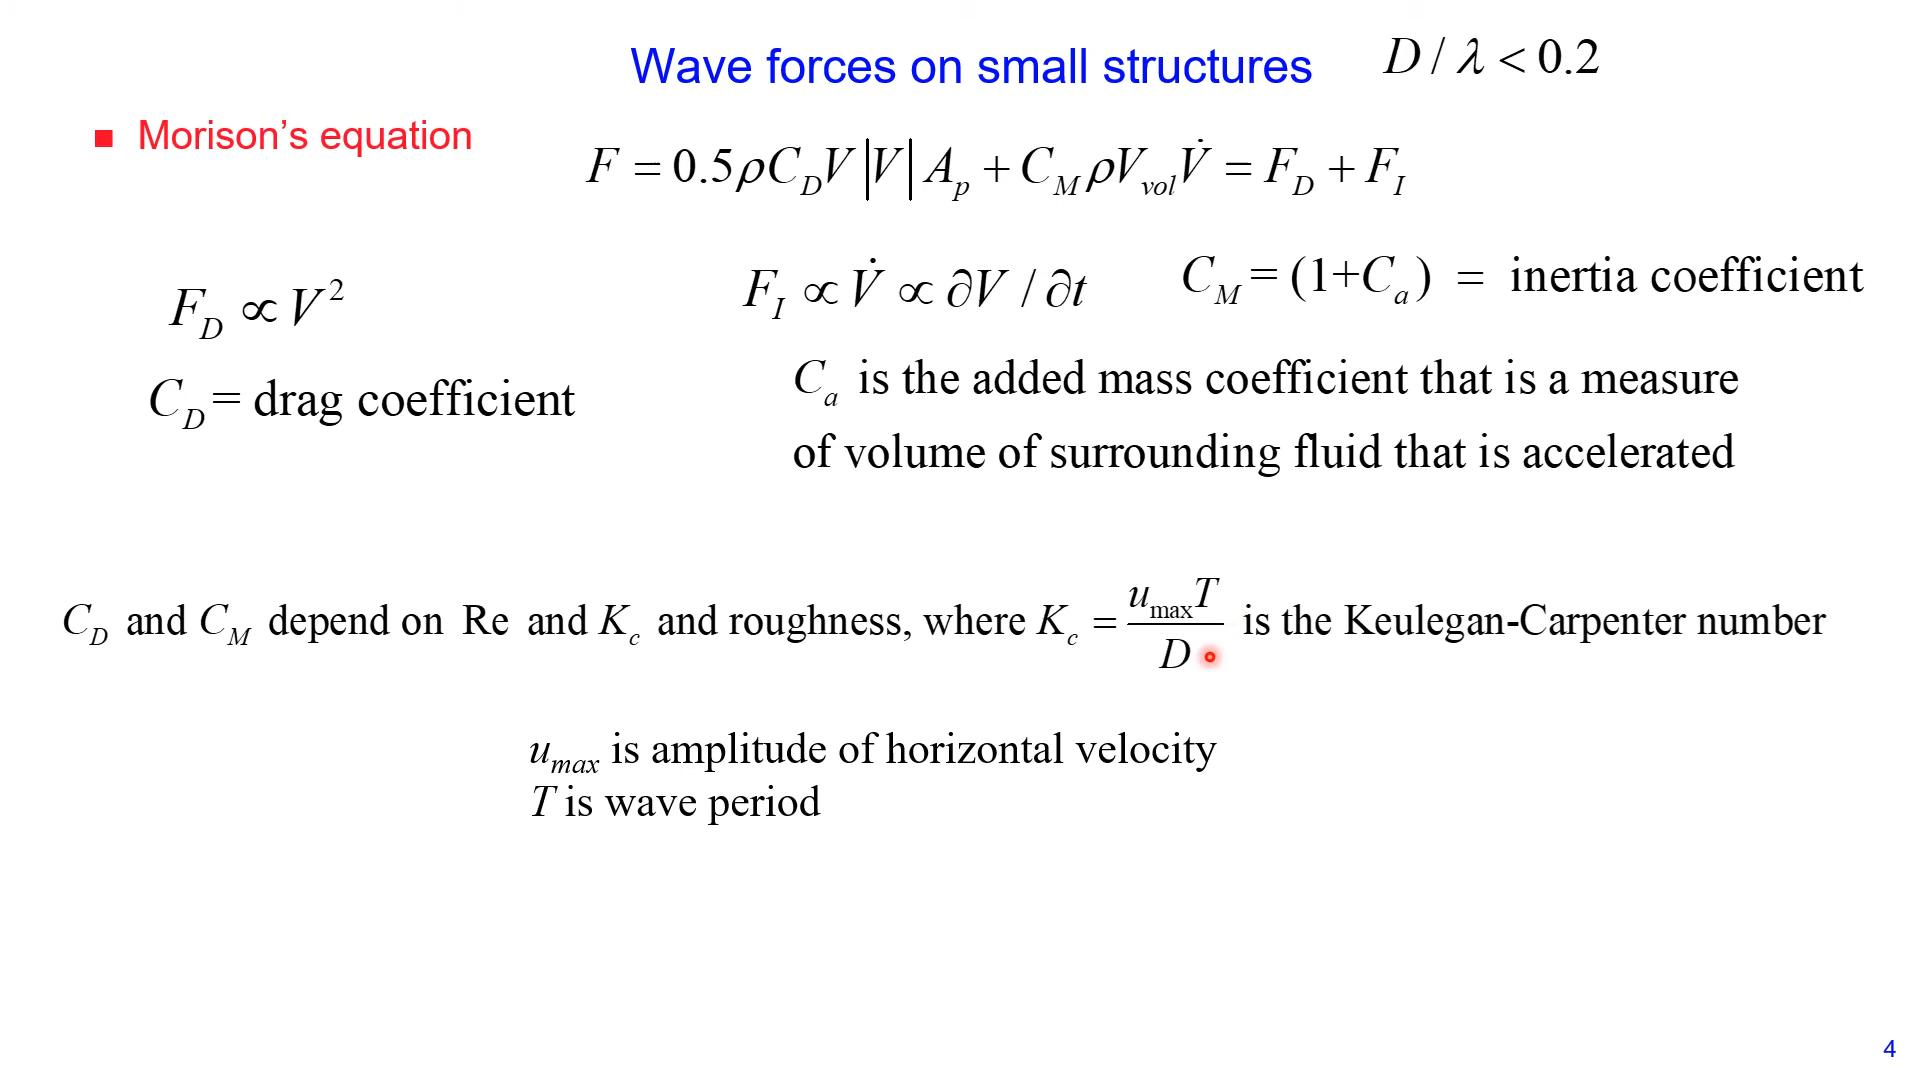 Wave forces on small structures D / λ < 0.2
■ Morison’s equation
F = 0.5ρC_D V|V| A_p + C_M ρV_vol V̇ = F_D + F_I
F_D ∝ V²
F_I ∝ V̇ ∝ ∂V / ∂t
C_M = (1+C_a) = inertia coefficient
C_D = drag coefficient
C_a is the added mass coefficient that is a measure
of volume of surrounding fluid that is accelerated
C_D and C_M depend on Re and K_c and roughness, where K_c = u_max T / D is the Keulegan-Carpenter number
u_max is amplitude of horizontal velocity
T is wave period
4